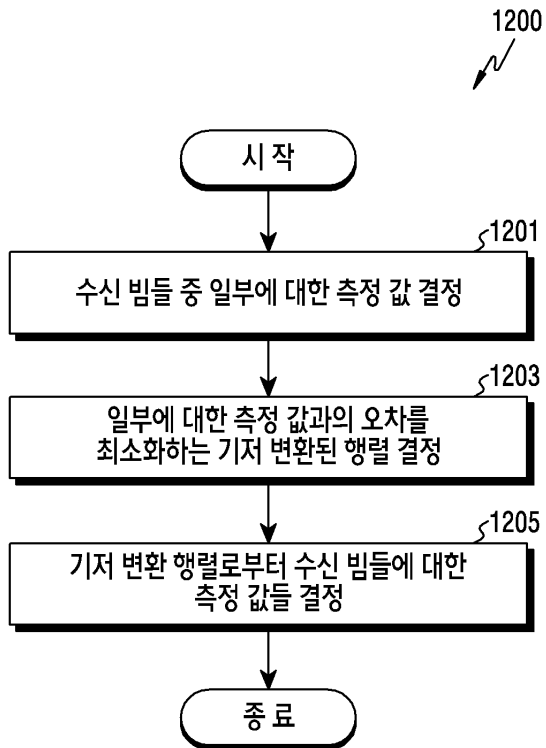 1200
시 작
1201
수신 빔들 중 일부에 대한 측정 값 결정
1203
일부에 대한 측정 값과의 오차를
최소화하는 기저 변환된 행렬 결정
1205
기저 변환 행렬로부터 수신 빔들에 대한
측정 값들 결정
종 료